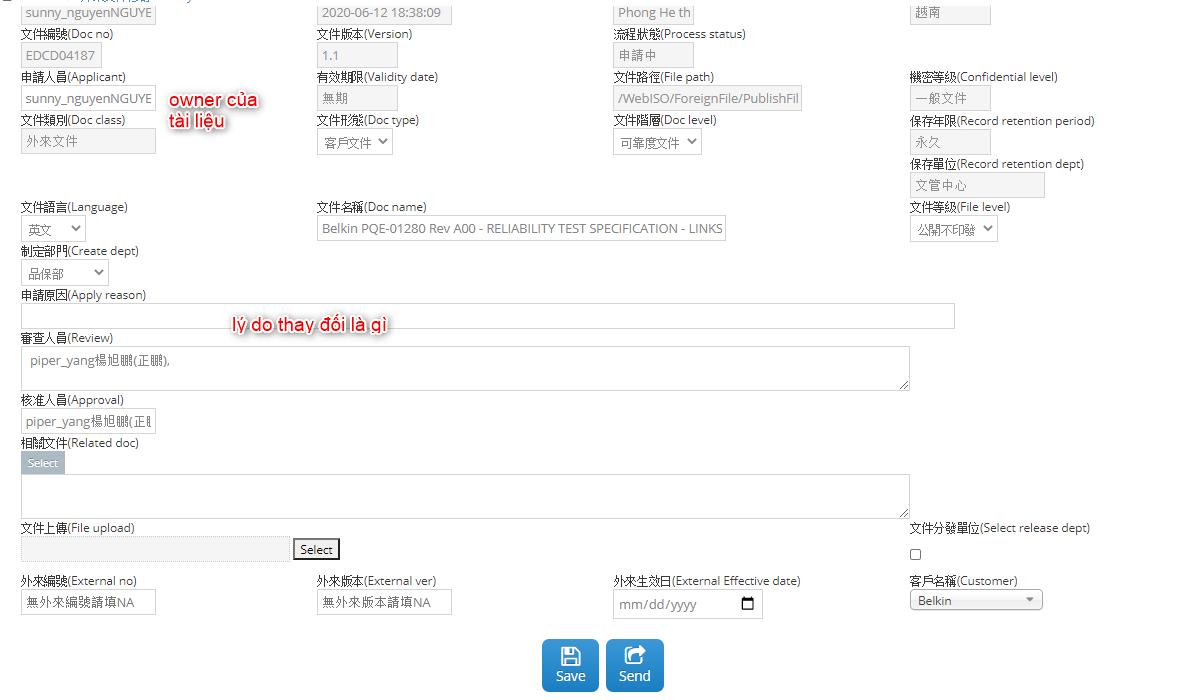 sunny_nguyenNGUYE 2020-06-12 18:38:09 Phong He th 越南
文件編號(Doc no) 文件版本(Version) 流程狀態(Process status)
EDCD04187 1.1 申請中
申請人員(Applicant) 有效期限(Validity date) 文件路徑(File path) 機密等級(Confidential level)
sunny_nguyenNGUYE 無期 /WebISO/ForeignFile/PublishFil 一般文件
owner của
tài liệu
文件類別(Doc class) 文件形態(Doc type) 文件階層(Doc level) 保存年限(Record retention period)
外來文件 客戶文件 可靠度文件 永久
保存單位(Record retention dept)
文管中心
文件語言(Language) 文件名稱(Doc name) 文件等級(File level)
英文 Belkin PQE-01280 Rev A00 - RELIABILITY TEST SPECIFICATION - LINKS 公開不印發
制定部門(Create dept)
品保部
申請原因(Apply reason)
lý do thay đối là gì
審查人員(Review)
piper_yang楊旭鵬(正鵬),
核准人員(Approval)
piper_yang楊旭鵬(正
相關文件(Related doc)
Select
文件上傳(File upload) 文件分發單位(Select release dept)
Select
外來編號(External no) 外來版本(External ver) 外來生效日(External Effective date) 客戶名稱(Customer)
無外來編號請填NA 無外來版本請填NA mm/dd/yyyy Belkin
Save Send